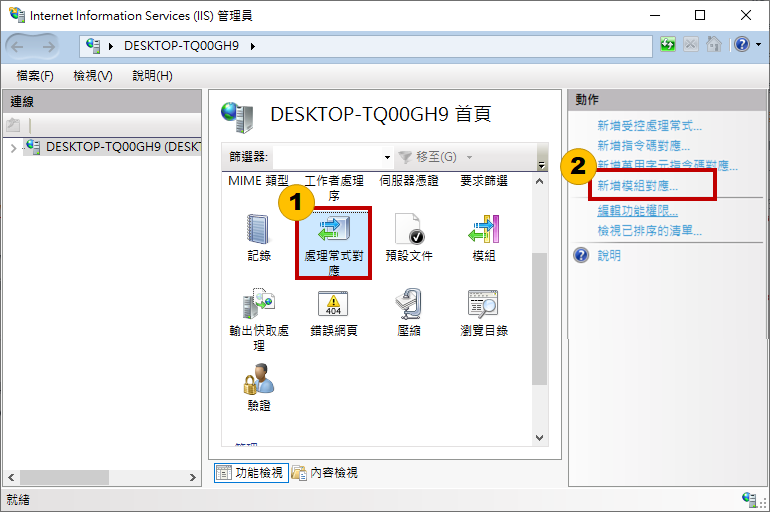 Internet Information Services (IIS) 管理員
DESKTOP-TQ00GH9
檔案(F) 檢視(V) 說明(H)
連線
DESKTOP-TQ00GH9 (DESKT
DESKTOP-TQ00GH9 首頁
篩選器: 移至(G)
MIME 類型 工作者處理序 伺服器憑證 要求篩選
1
記錄 處理常式對應 預設文件 模組
輸出快取處理 錯誤網頁 壓縮 瀏覽目錄
404
驗證
管理
功能檢視 內容檢視
動作
新增受控處理常式...
新增指令碼對應...
新增萬用字元指令碼對應...
2
新增模組對應...
編輯功能權限...
檢視已排序的清單...
說明
就緒